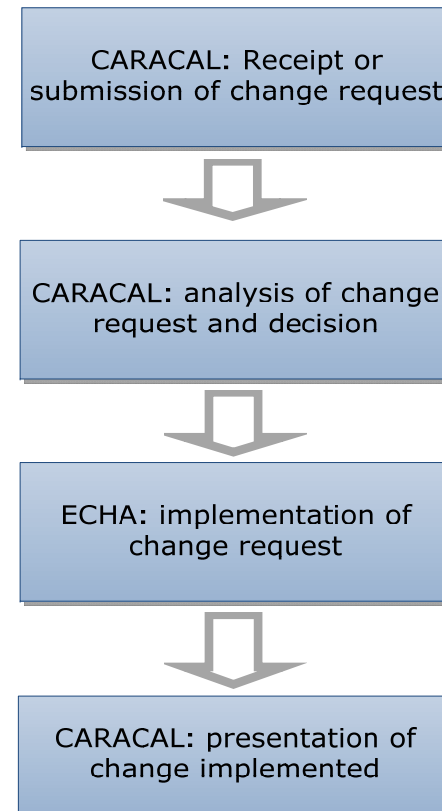 CARACAL: Receipt or
submission of change request
CARACAL: analysis of change
request and decision
ECHA: implementation of
change request
CARACAL: presentation of
change implemented